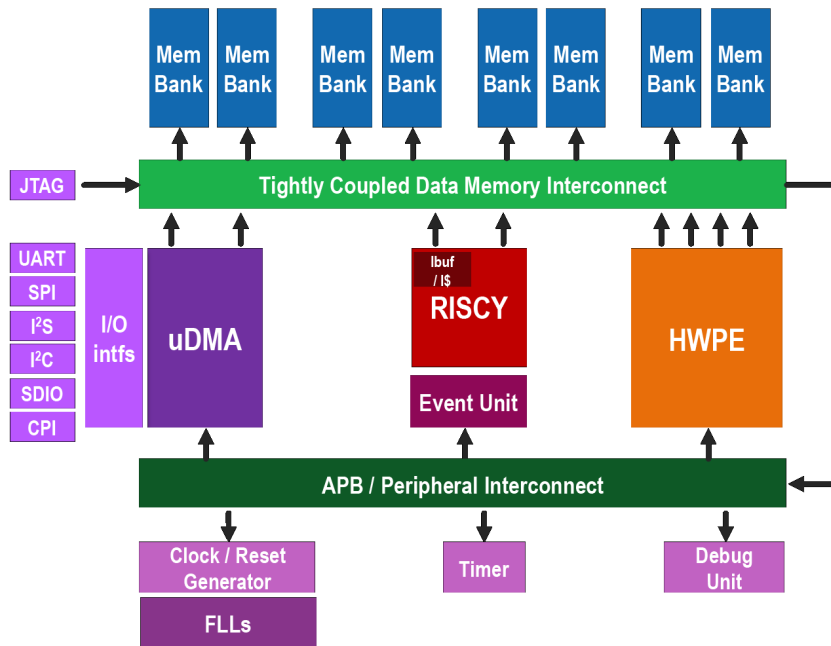 Mem
Bank
Mem
Bank
Mem
Bank
Mem
Bank
Mem
Bank
Mem
Bank
Mem
Bank
Mem
Bank
JTAG
Tightly Coupled Data Memory Interconnect
UART
SPI
I²S
I²C
SDIO
CPI
I/O
intfs
uDMA
Ibuf
/ I$
RISCY
Event Unit
HWPE
APB / Peripheral Interconnect
Clock / Reset
Generator
FLLs
Timer
Debug
Unit